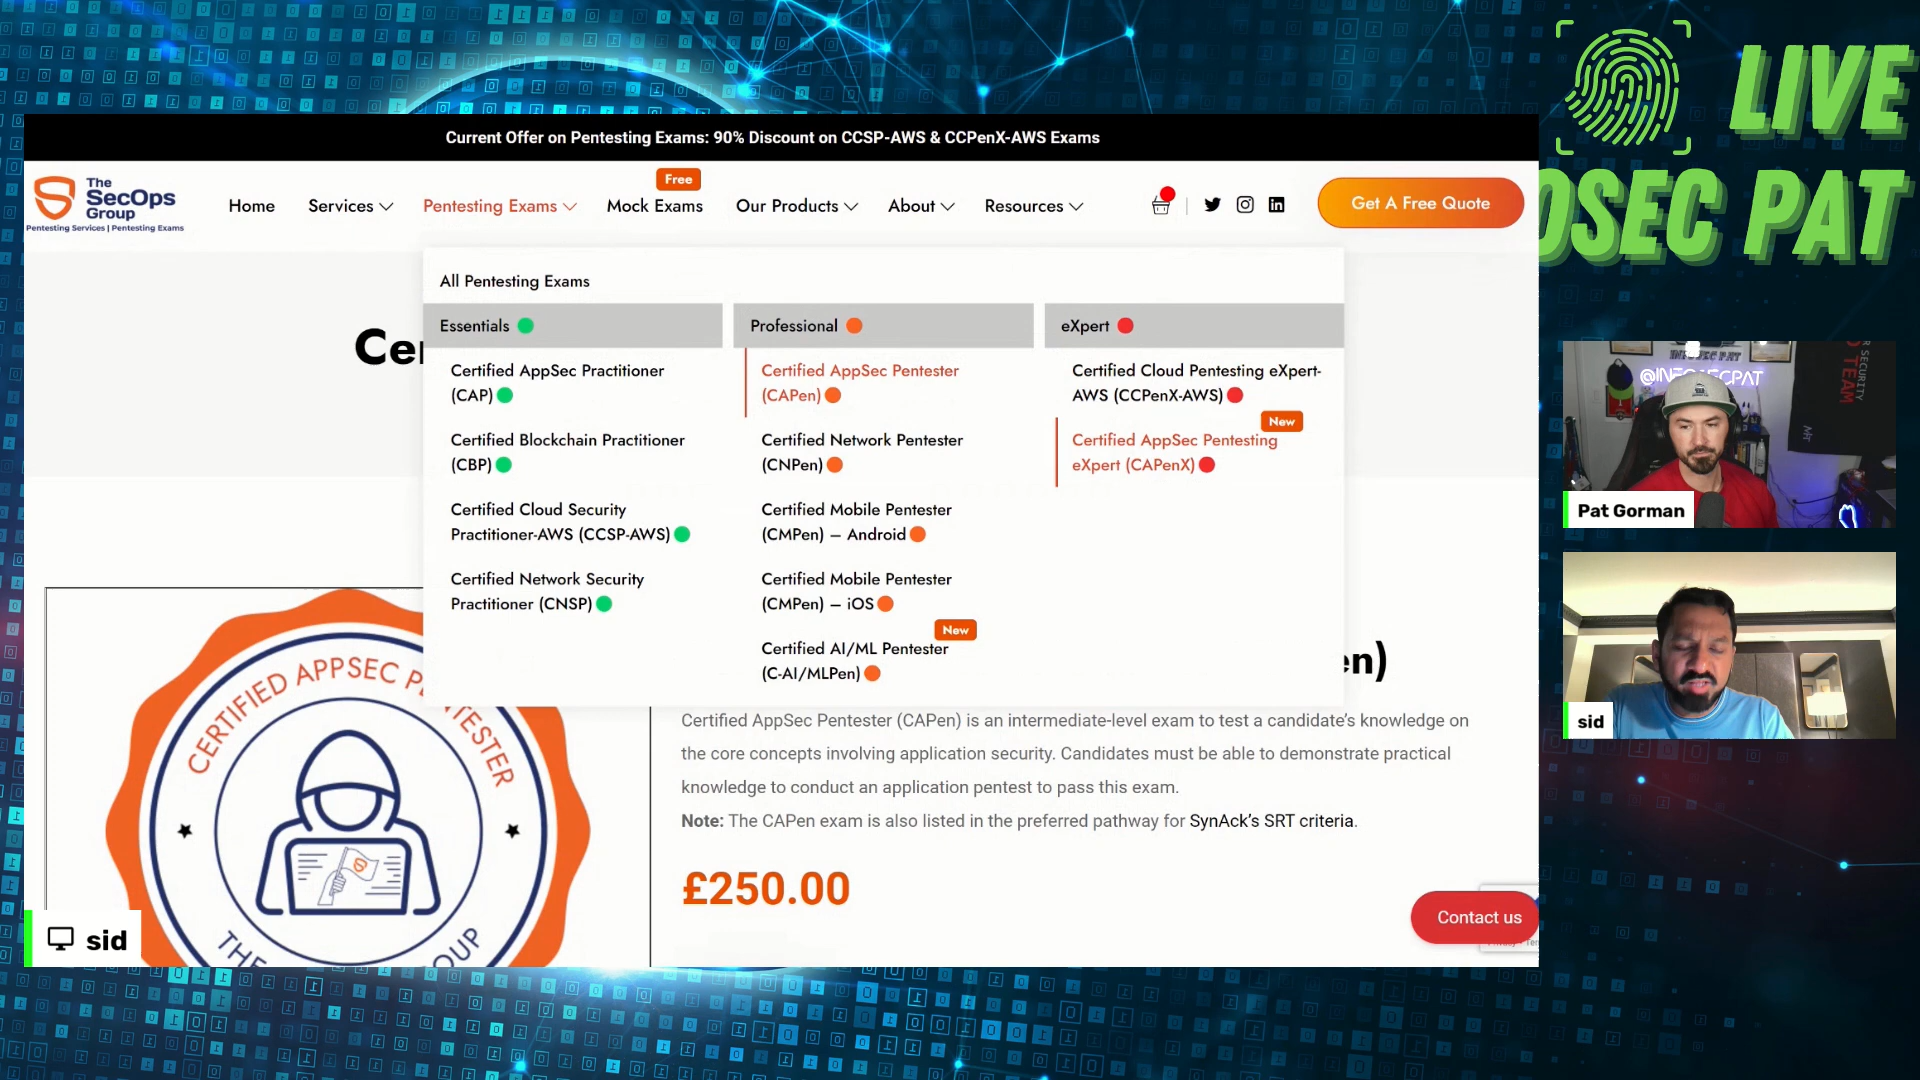 LIVE
OSEC PAT
Current Offer on Pentesting Exams: 90% Discount on CCSP-AWS & CCPenX-AWS Exams
The
SecOps
Group
Pentesting Services | Pentesting Exams
Home
Services
Pentesting Exams
Free
Mock Exams
Our Products
About
Resources
Get A Free Quote
All Pentesting Exams
Essentials
Certified AppSec Practitioner
(CAP)
Certified Blockchain Practitioner
(CBP)
Certified Cloud Security
Practitioner-AWS (CCSP-AWS)
Certified Network Security
Practitioner (CNSP)
Professional
Certified AppSec Pentester
(CAPen)
Certified Network Pentester
(CNPen)
Certified Mobile Pentester
(CMPen) – Android
Certified Mobile Pentester
(CMPen) – iOS
New
Certified AI/ML Pentester
(C-AI/MLPen)
eXpert
Certified Cloud Pentesting eXpert-
AWS (CCPenX-AWS)
New
Certified AppSec Pentesting
eXpert (CAPenX)
Cer
en)
CERTIFIED APPSEC P
TESTER
THE
OUP
Certified AppSec Pentester (CAPen) is an intermediate-level exam to test a candidate's knowledge on
the core concepts involving application security. Candidates must be able to demonstrate practical
knowledge to conduct an application pentest to pass this exam.
Note: The CAPen exam is also listed in the preferred pathway for SynAck's SRT criteria.
£250.00
Contact us
sid
INFOSEC PAT
@INFOSECPAT
Pat Gorman
sid